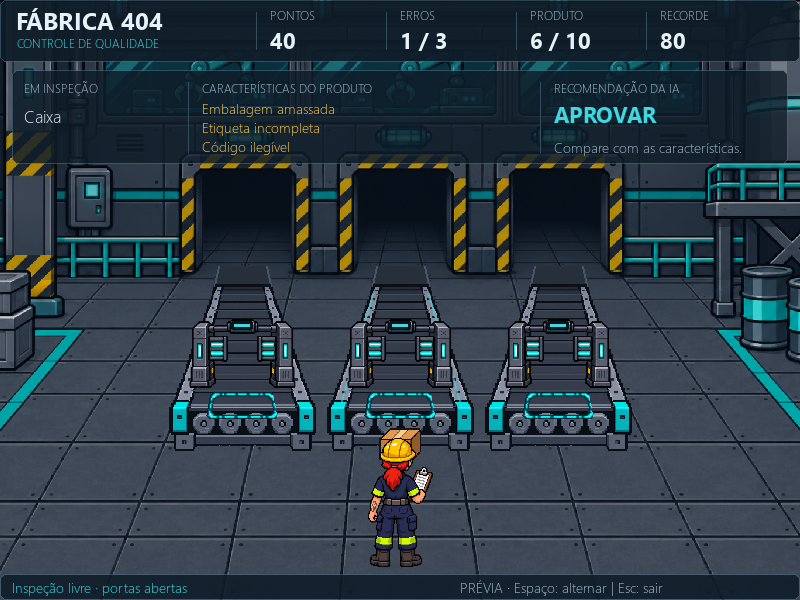 FÁBRICA 404
CONTROLE DE QUALIDADE
PONTOS
40
ERROS
1 / 3
PRODUTO
6 / 10
RECORDE
80
EM INSPEÇÃO
Caixa
CARACTERÍSTICAS DO PRODUTO
Embalagem amassada
Etiqueta incompleta
Código ilegível
RECOMENDAÇÃO DA IA
APROVAR
Compare com as características.
Inspeção livre · portas abertas
PRÉVIA · Espaço: alternar | Esc: sair